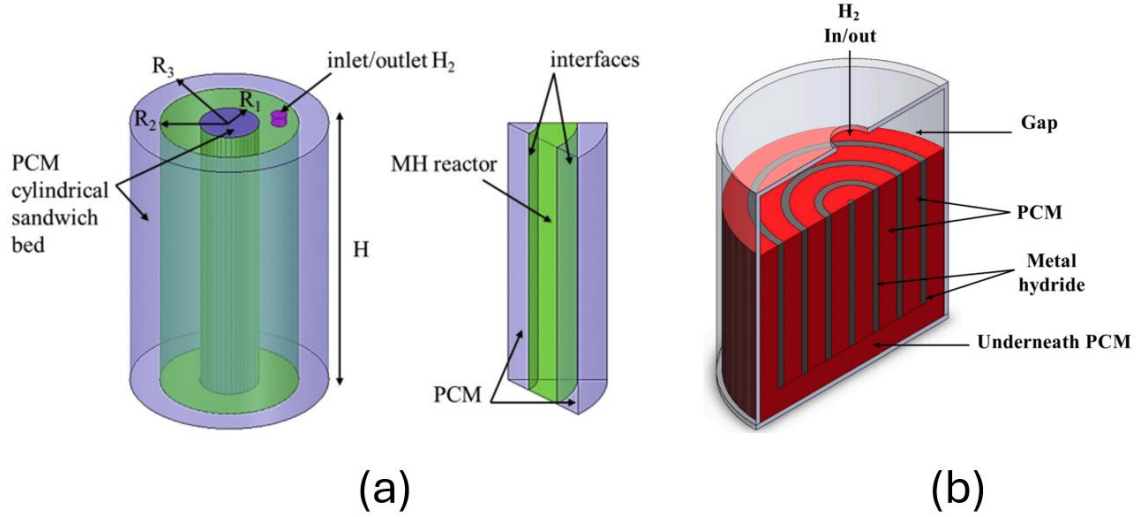 R3
R2
R1
inlet/outlet H2
PCM
cylindrical
sandwich
bed
H
interfaces
MH reactor
PCM
(a)
H2
In/out
Gap
PCM
Metal
hydride
Underneath PCM
(b)